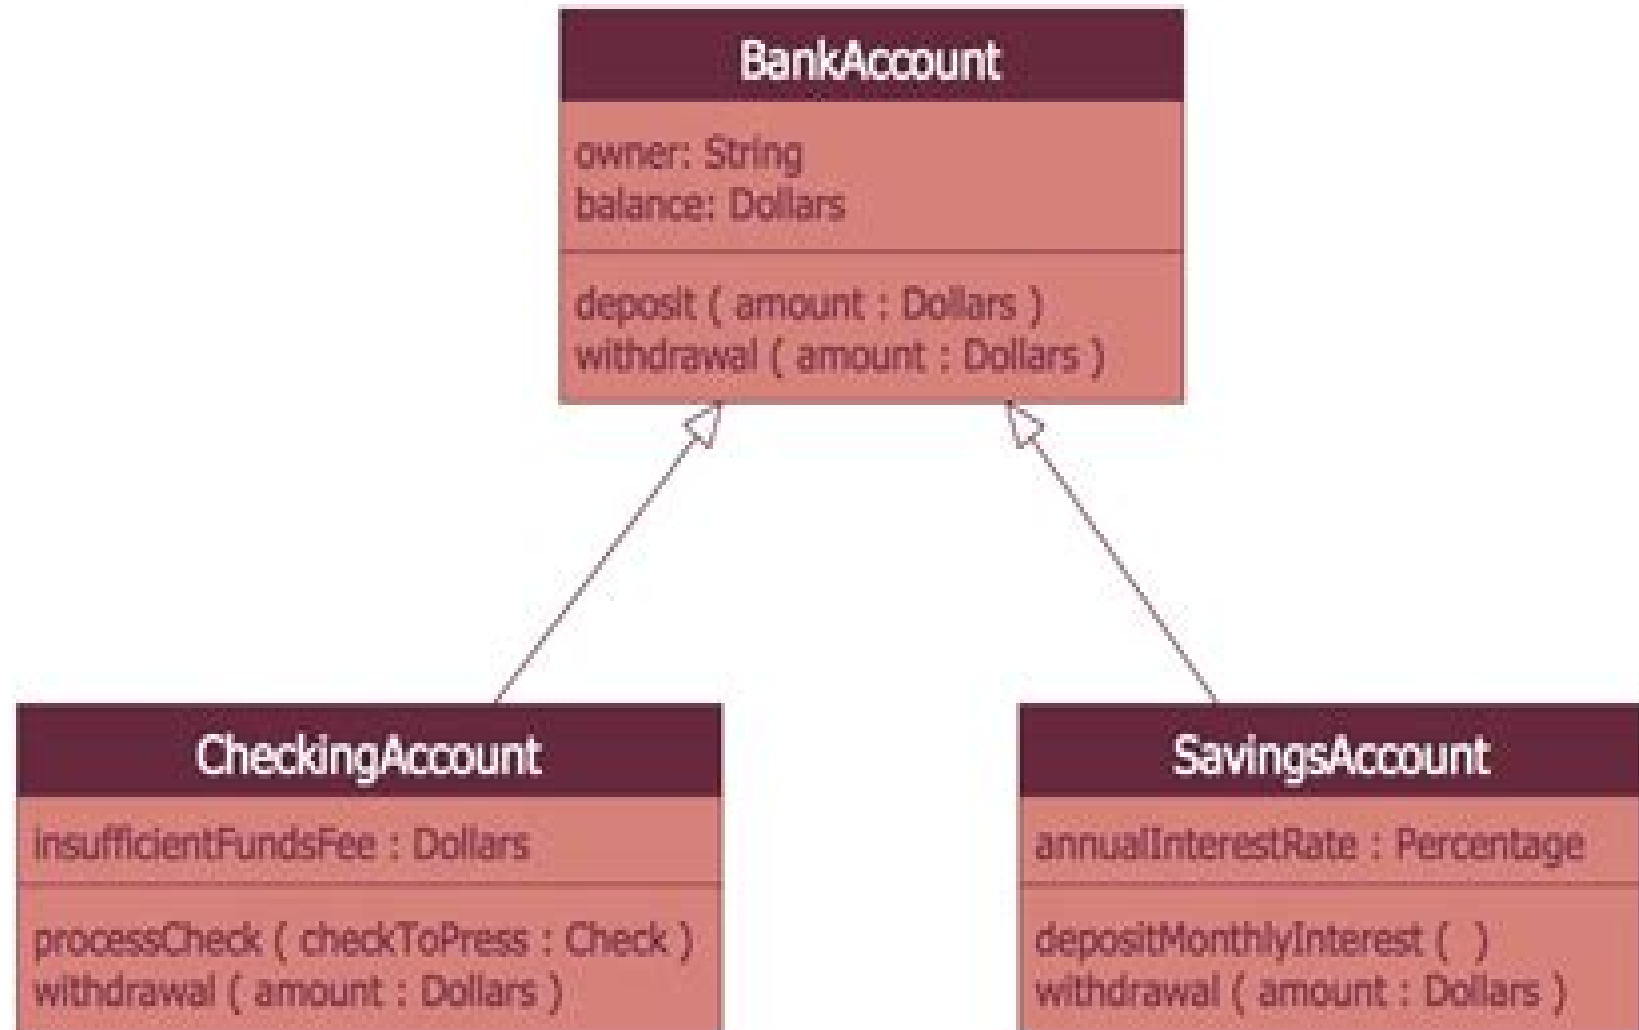 BankAccount
owner: String
balance: Dollars
deposit ( amount : Dollars )
withdrawal ( amount : Dollars )
CheckingAccount
insufficientFundsFee : Dollars
processCheck ( checkToPress : Check )
withdrawal ( amount : Dollars )
SavingsAccount
annualInterestRate : Percentage
depositMonthlyInterest ( )
withdrawal ( amount : Dollars )